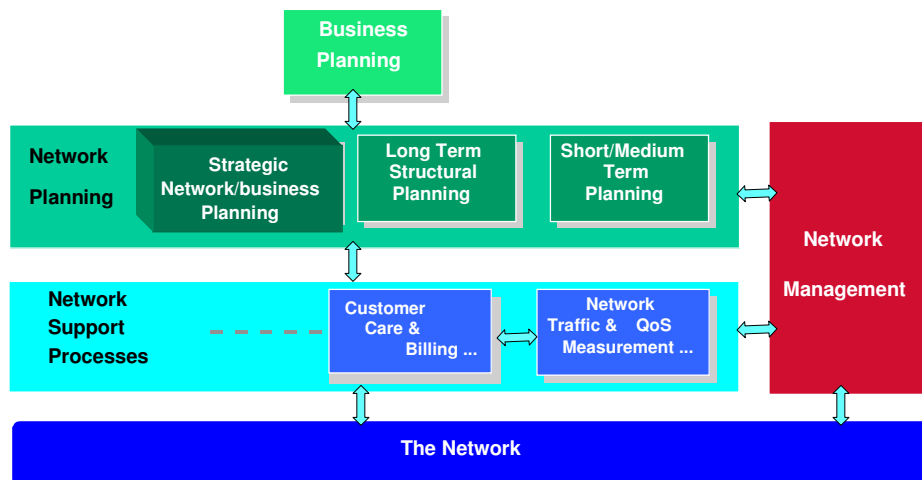 Business
Planning
Network
Planning
Strategic
Network/business
Planning
Long Term
Structural
Planning
Short/Medium
Term
Planning
Network
Management
Network
Support
Processes
Customer
Care &
Billing ...
Network
Traffic & QoS
Measurement ...
The Network